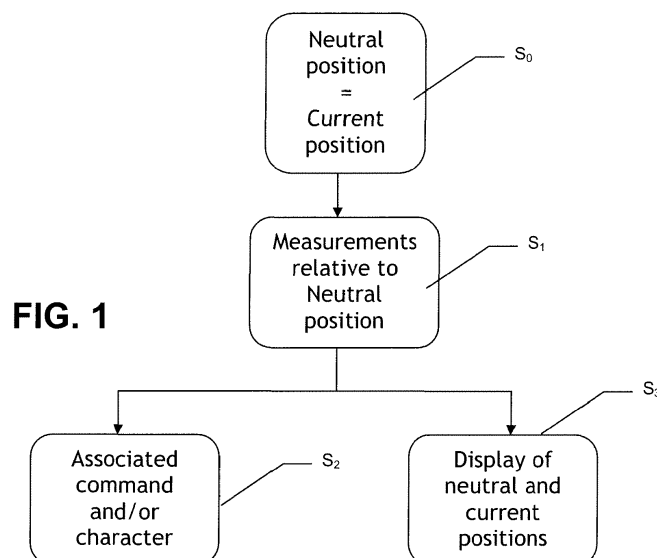 Neutral
position
=
Current
position
S₀
Measurements
relative to
Neutral
position
S₁
FIG. 1
Associated
command
and/or
character
S₂
Display of
neutral and
current
positions
S₃